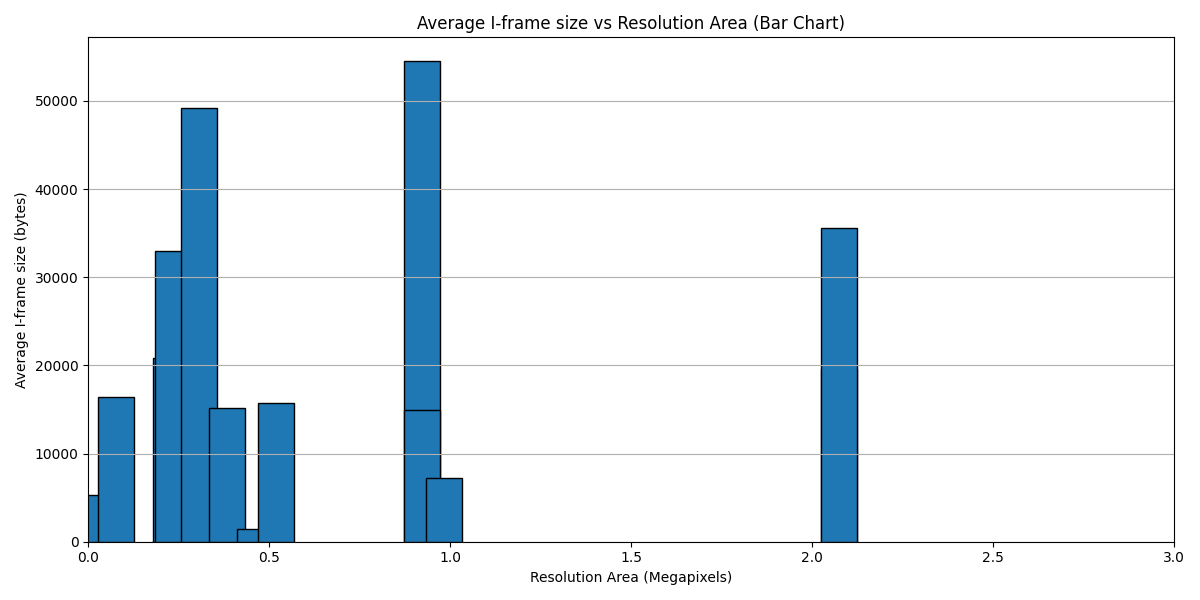 Average I-frame size vs Resolution Area (Bar Chart)
Average I-frame size (bytes)
50000
40000
30000
20000
10000
0
0.0 0.5 1.0 1.5 2.0 2.5 3.0
Resolution Area (Megapixels)